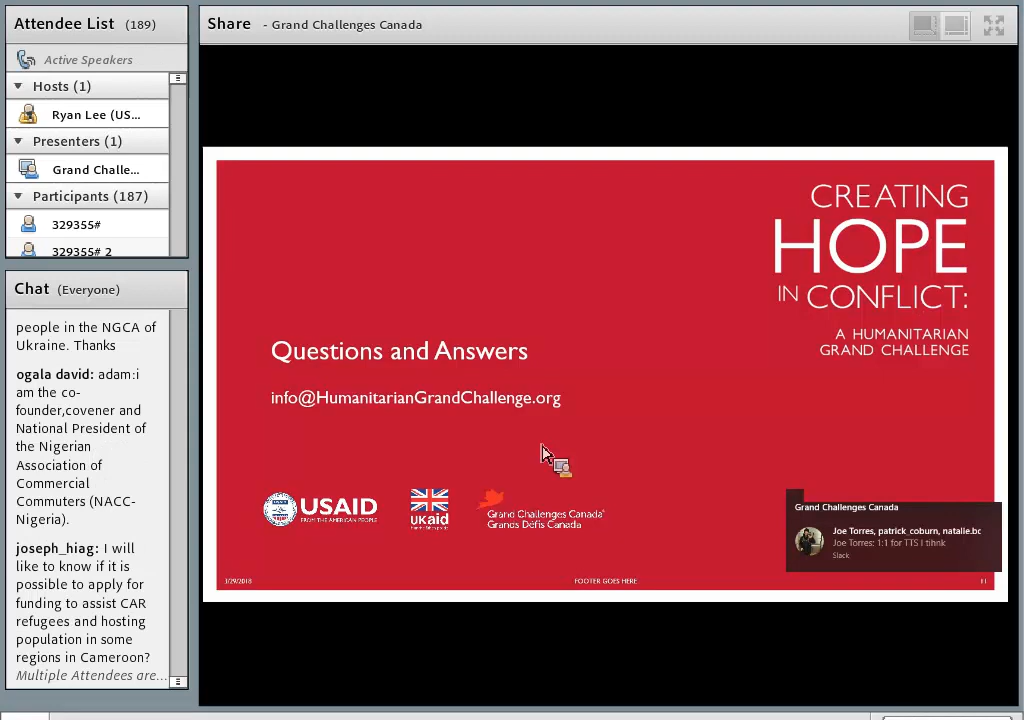 Attendee List (189)
Active Speakers
Hosts (1)
Ryan Lee (US...
Presenters (1)
Grand Challe...
Participants (187)
329355#
329355# 2
Chat (Everyone)
people in the NGCA of
Ukraine. Thanks
ogala david: adam:i
am the co-
founder,covener and
National President of
the Nigerian
Association of
Commercial
Commuters (NACC-
Nigeria).
joseph_hiag: I will
like to know if it is
possible to apply for
funding to assist CAR
refugees and hosting
population in some
regions in Cameroon?
Multiple Attendees are...
Share - Grand Challenges Canada
CREATING
HOPE
IN CONFLICT:
A HUMANITARIAN
GRAND CHALLENGE
Questions and Answers
info@HumanitarianGrandChallenge.org
USAID
FROM THE AMERICAN PEOPLE
UKaid
from the British people
Grand Challenges Canada®
Grands Défis Canada
Grand Challenges Canada
Joe Torres, patrick_coburn, natalie.bc
Joe Torres: 1:1 for TTS I tihnk
Slack
3/29/2018
FOOTER GOES HERE
11